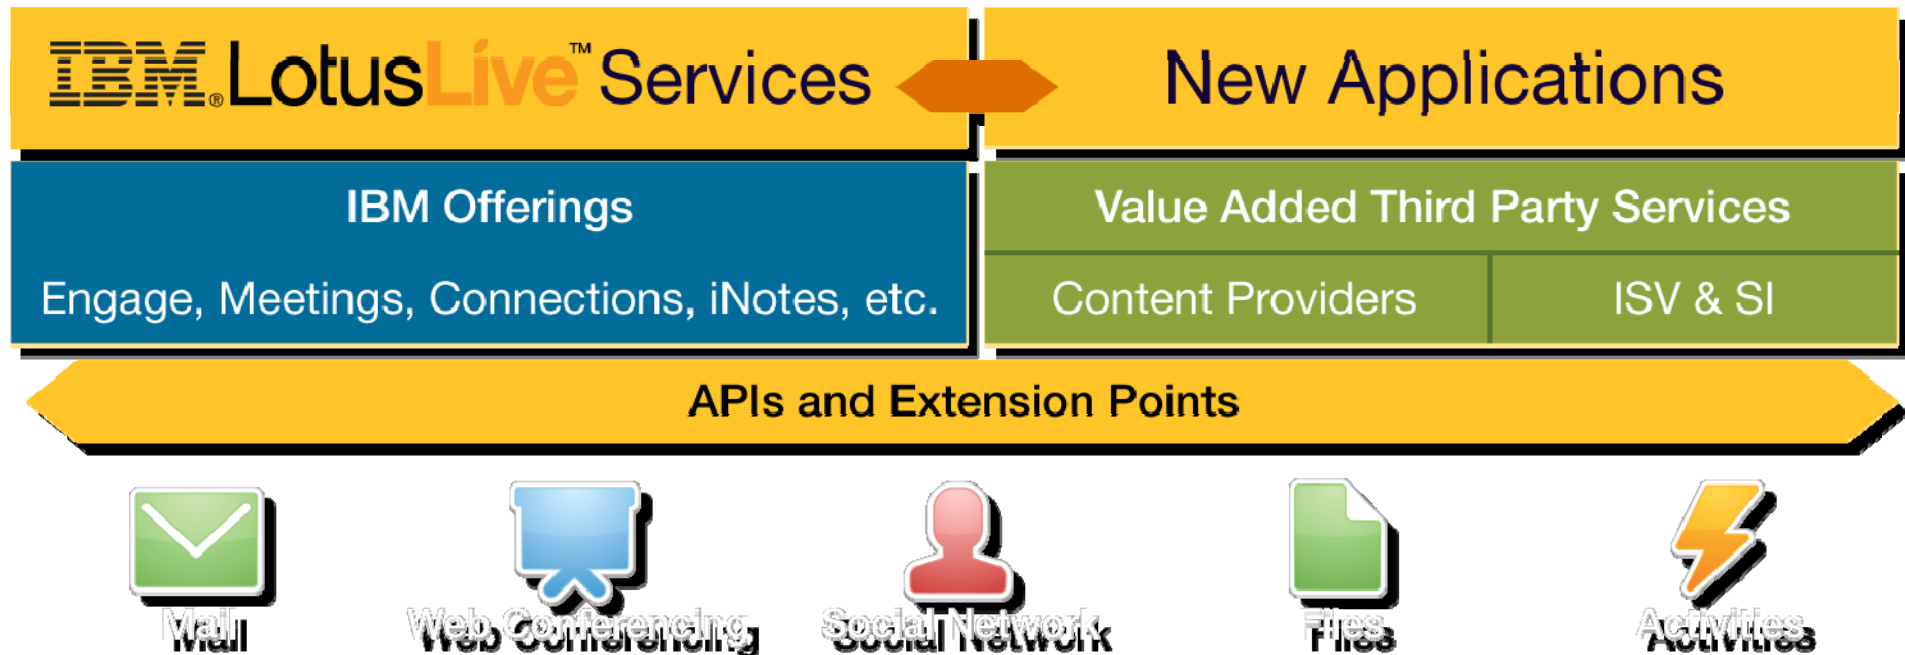 IBM® LotusLive™ Services
New Applications
IBM Offerings
Engage, Meetings, Connections, iNotes, etc.
Value Added Third Party Services
Content Providers
ISV & SI
APIs and Extension Points
Mail
Web Conferencing
Social Network
Files
Activities